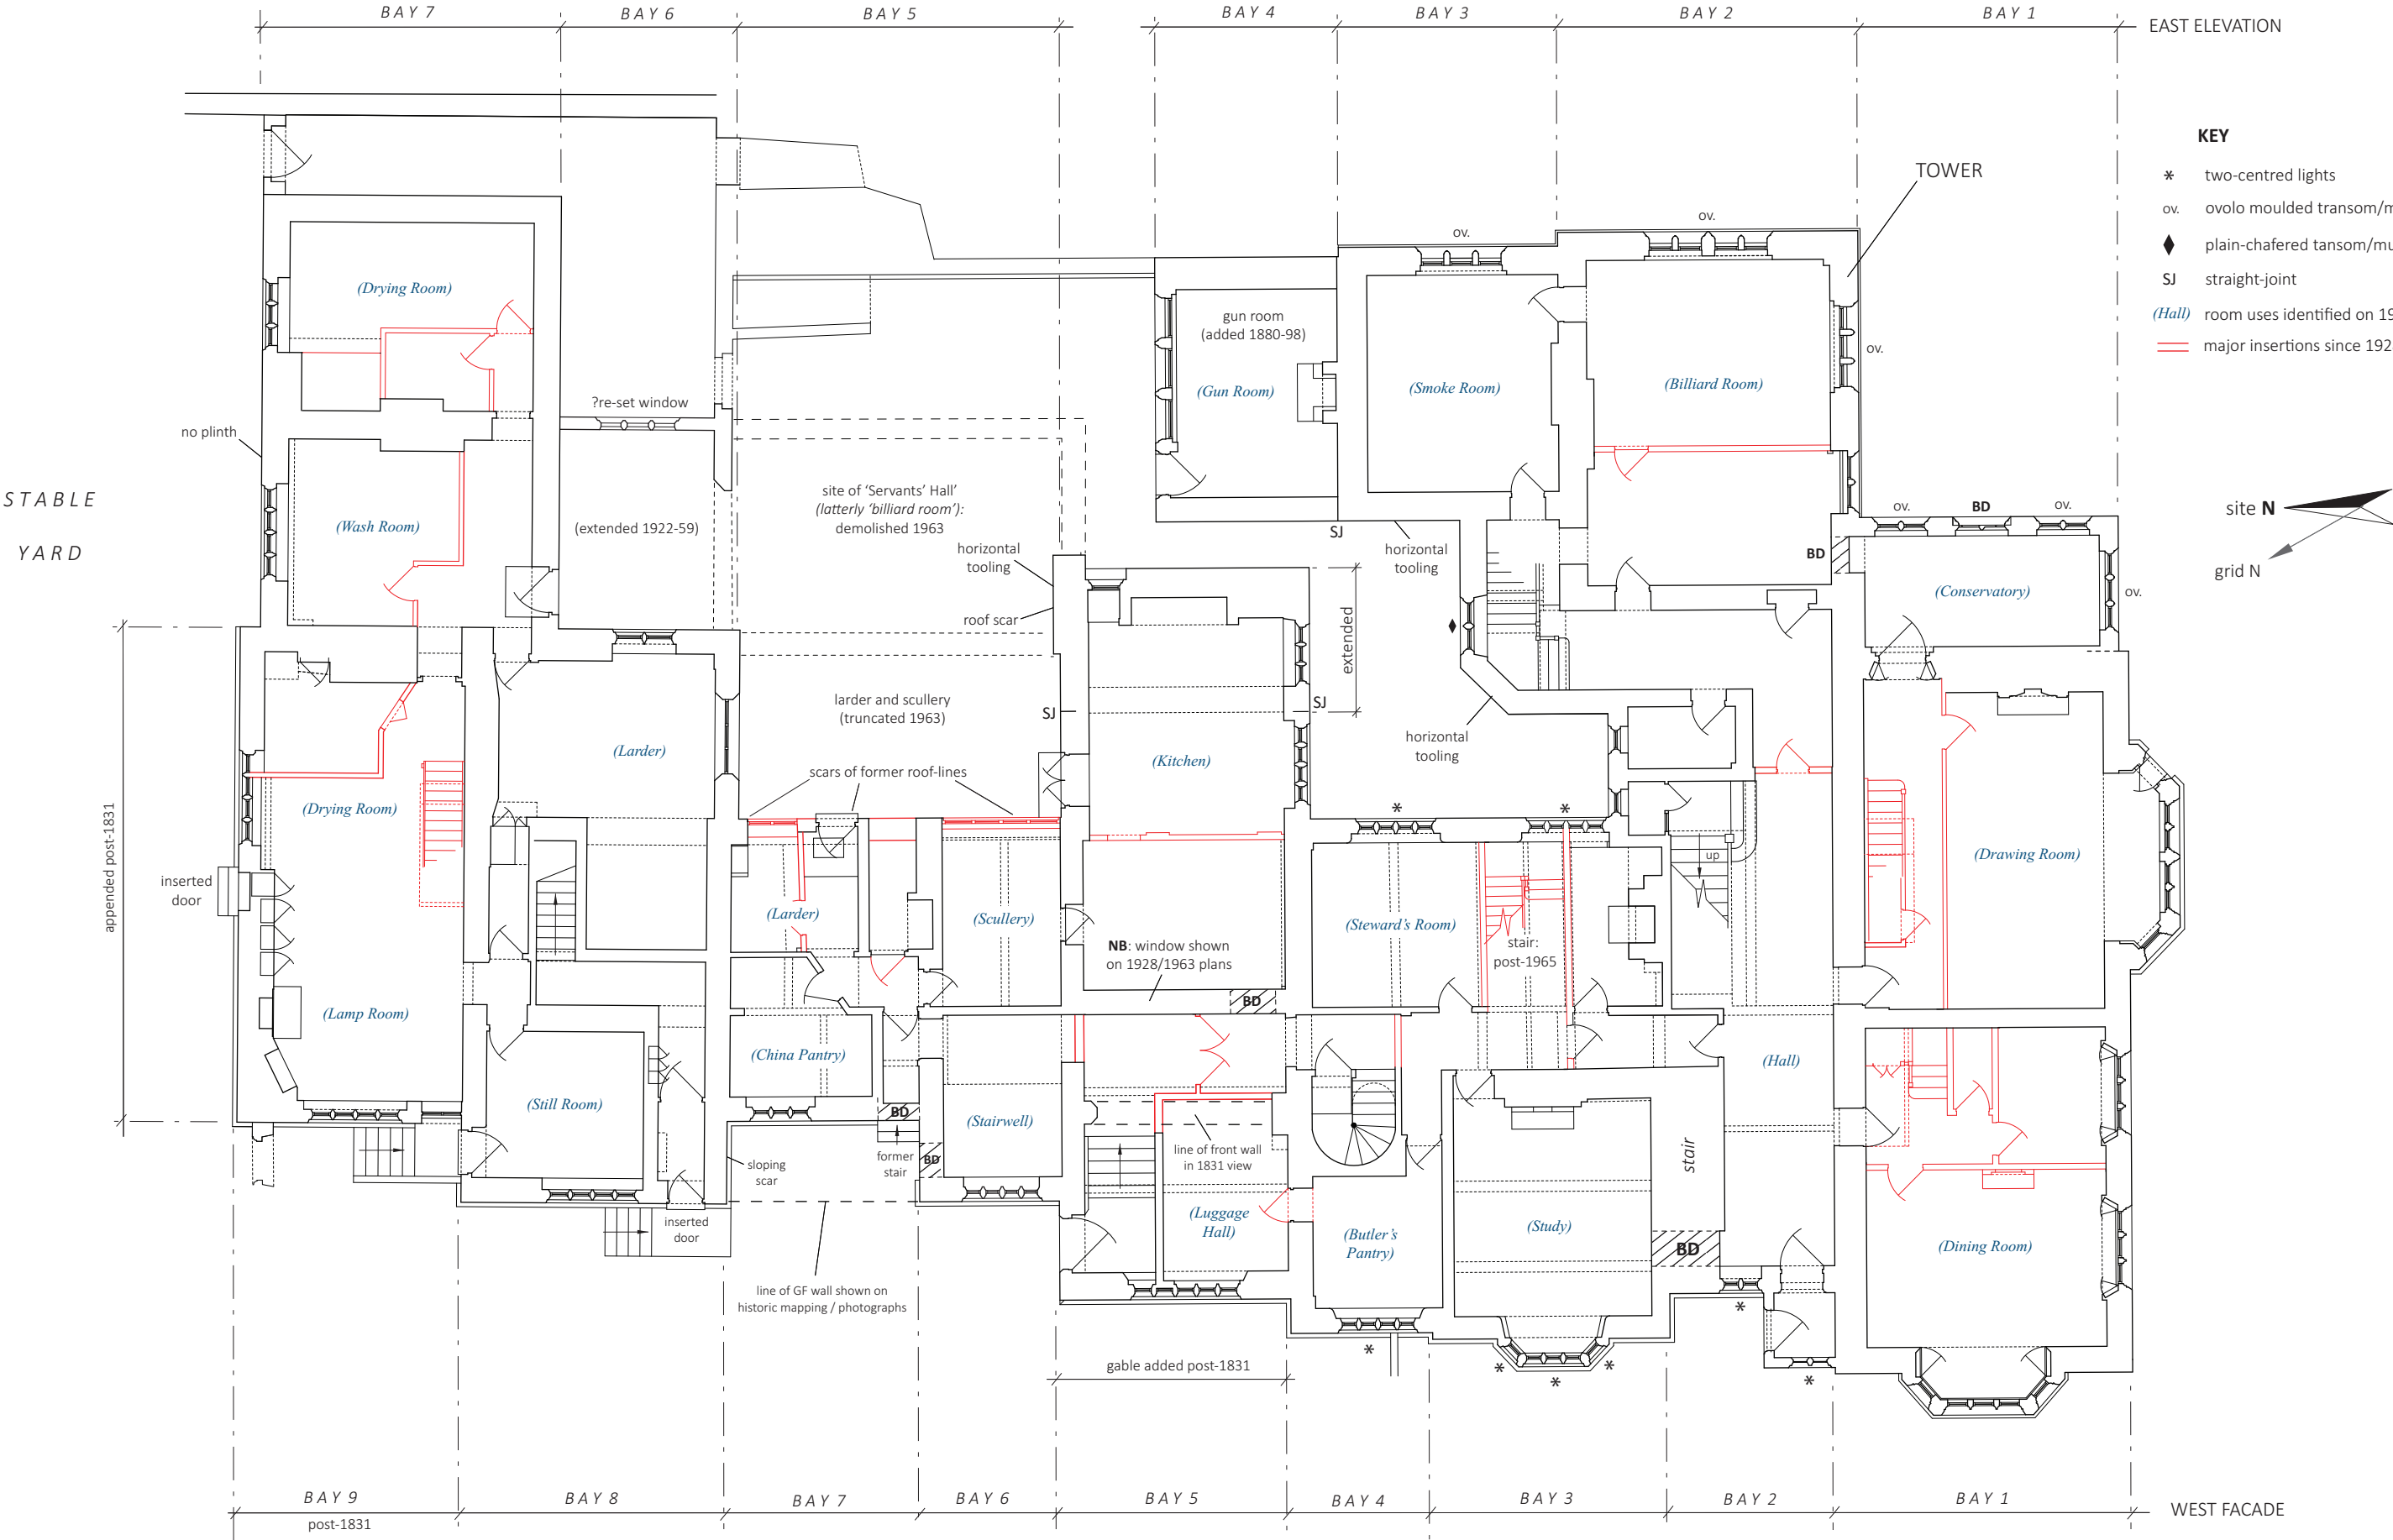 BAY 7
BAY 6
BAY 5
BAY 4
BAY 3
BAY 2
BAY 1
EAST ELEVATION
KEY
* two-centred lights
ov. ovolo moulded
♦ plain-chafered
SJ straight-joint
(Hall) room uses identified on
major insertions since
TOWER
ov.
ov.
ov.
(Drying Room)
gun room
(added 1880-98)
(Gun Room)
(Smoke Room)
(Billiard Room)
?re-set window
no plinth
STABLE
YARD
(Wash Room)
(extended 1922-59)
site of ‘Servants’ Hall’
(latterly ‘billiard room’):
demolished 1963
horizontal
tooling
roof scar
SJ
horizontal
tooling
ov.
BD
ov.
BD
site N
grid N
(Conservatory)
ov.
extended
♦
larder and scullery
(truncated 1963)
SJ
SJ
horizontal
tooling
(Larder)
(Kitchen)
scars of former roof-lines
appended post-1831
(Drying Room)
*
*
inserted
door
up
(Drawing Room)
(Larder)
(Scullery)
(Steward's Room)
NB: window shown
on 1928/1963 plans
stair:
post-1965
BD
(Lamp Room)
(China Pantry)
(Hall)
(Still Room)
BD
(Stairwell)
line of front wall
in 1831 view
stair
sloping
scar
former
stair
BD
inserted
door
(Luggage
Hall)
(Butler's
Pantry)
(Study)
BD
(Dining Room)
line of GF wall shown on
historic mapping / photographs
gable added post-1831
*
*
*
*
*
*
BAY 9
BAY 8
BAY 7
BAY 6
BAY 5
BAY 4
BAY 3
BAY 2
BAY 1
WEST FACADE
post-1831